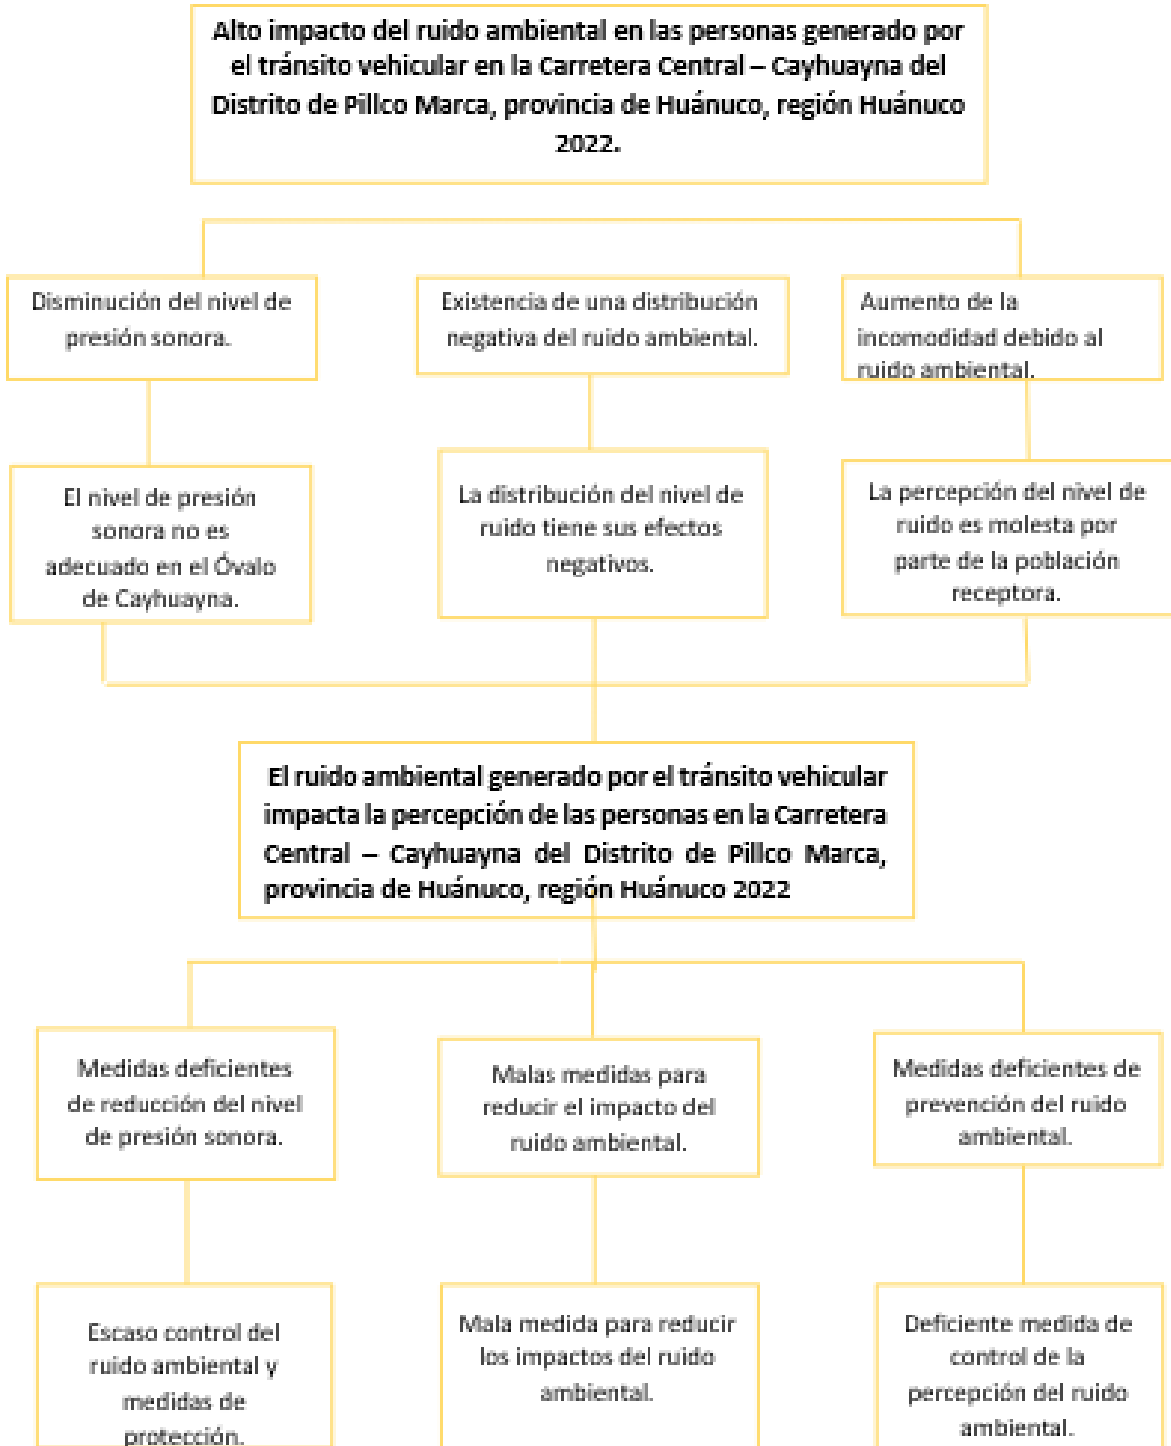 Alto impacto del ruido ambiental en las personas generado por
el tránsito vehicular en la Carretera Central – Cayhuayna del
Distrito de Pillco Marca, provincia de Huánuco, región Huánuco
2022.
Disminución del nivel de
presión sonora.
Existencia de una distribución
negativa del ruido ambiental.
Aumento de la
incomodidad debido al
ruido ambiental.
El nivel de presión
sonora no es
adecuado en el Óvalo
de Cayhuayna.
La distribución del nivel de
ruido tiene sus efectos
negativos.
La percepción del nivel de
ruido es molesta por
parte de la población
receptora.
El ruido ambiental generado por el tránsito vehicular
impacta la percepción de las personas en la Carretera
Central – Cayhuayna del Distrito de Pillco Marca,
provincia de Huánuco, región Huánuco 2022
Medidas deficientes
de reducción del nivel
de presión sonora.
Malas medidas para
reducir el impacto del
ruido ambiental.
Medidas deficientes de
prevención del ruido
ambiental.
Escaso control del
ruido ambiental y
medidas de
protección.
Mala medida para reducir
los impactos del ruido
ambiental.
Deficiente medida de
control de la
percepción del ruido
ambiental.